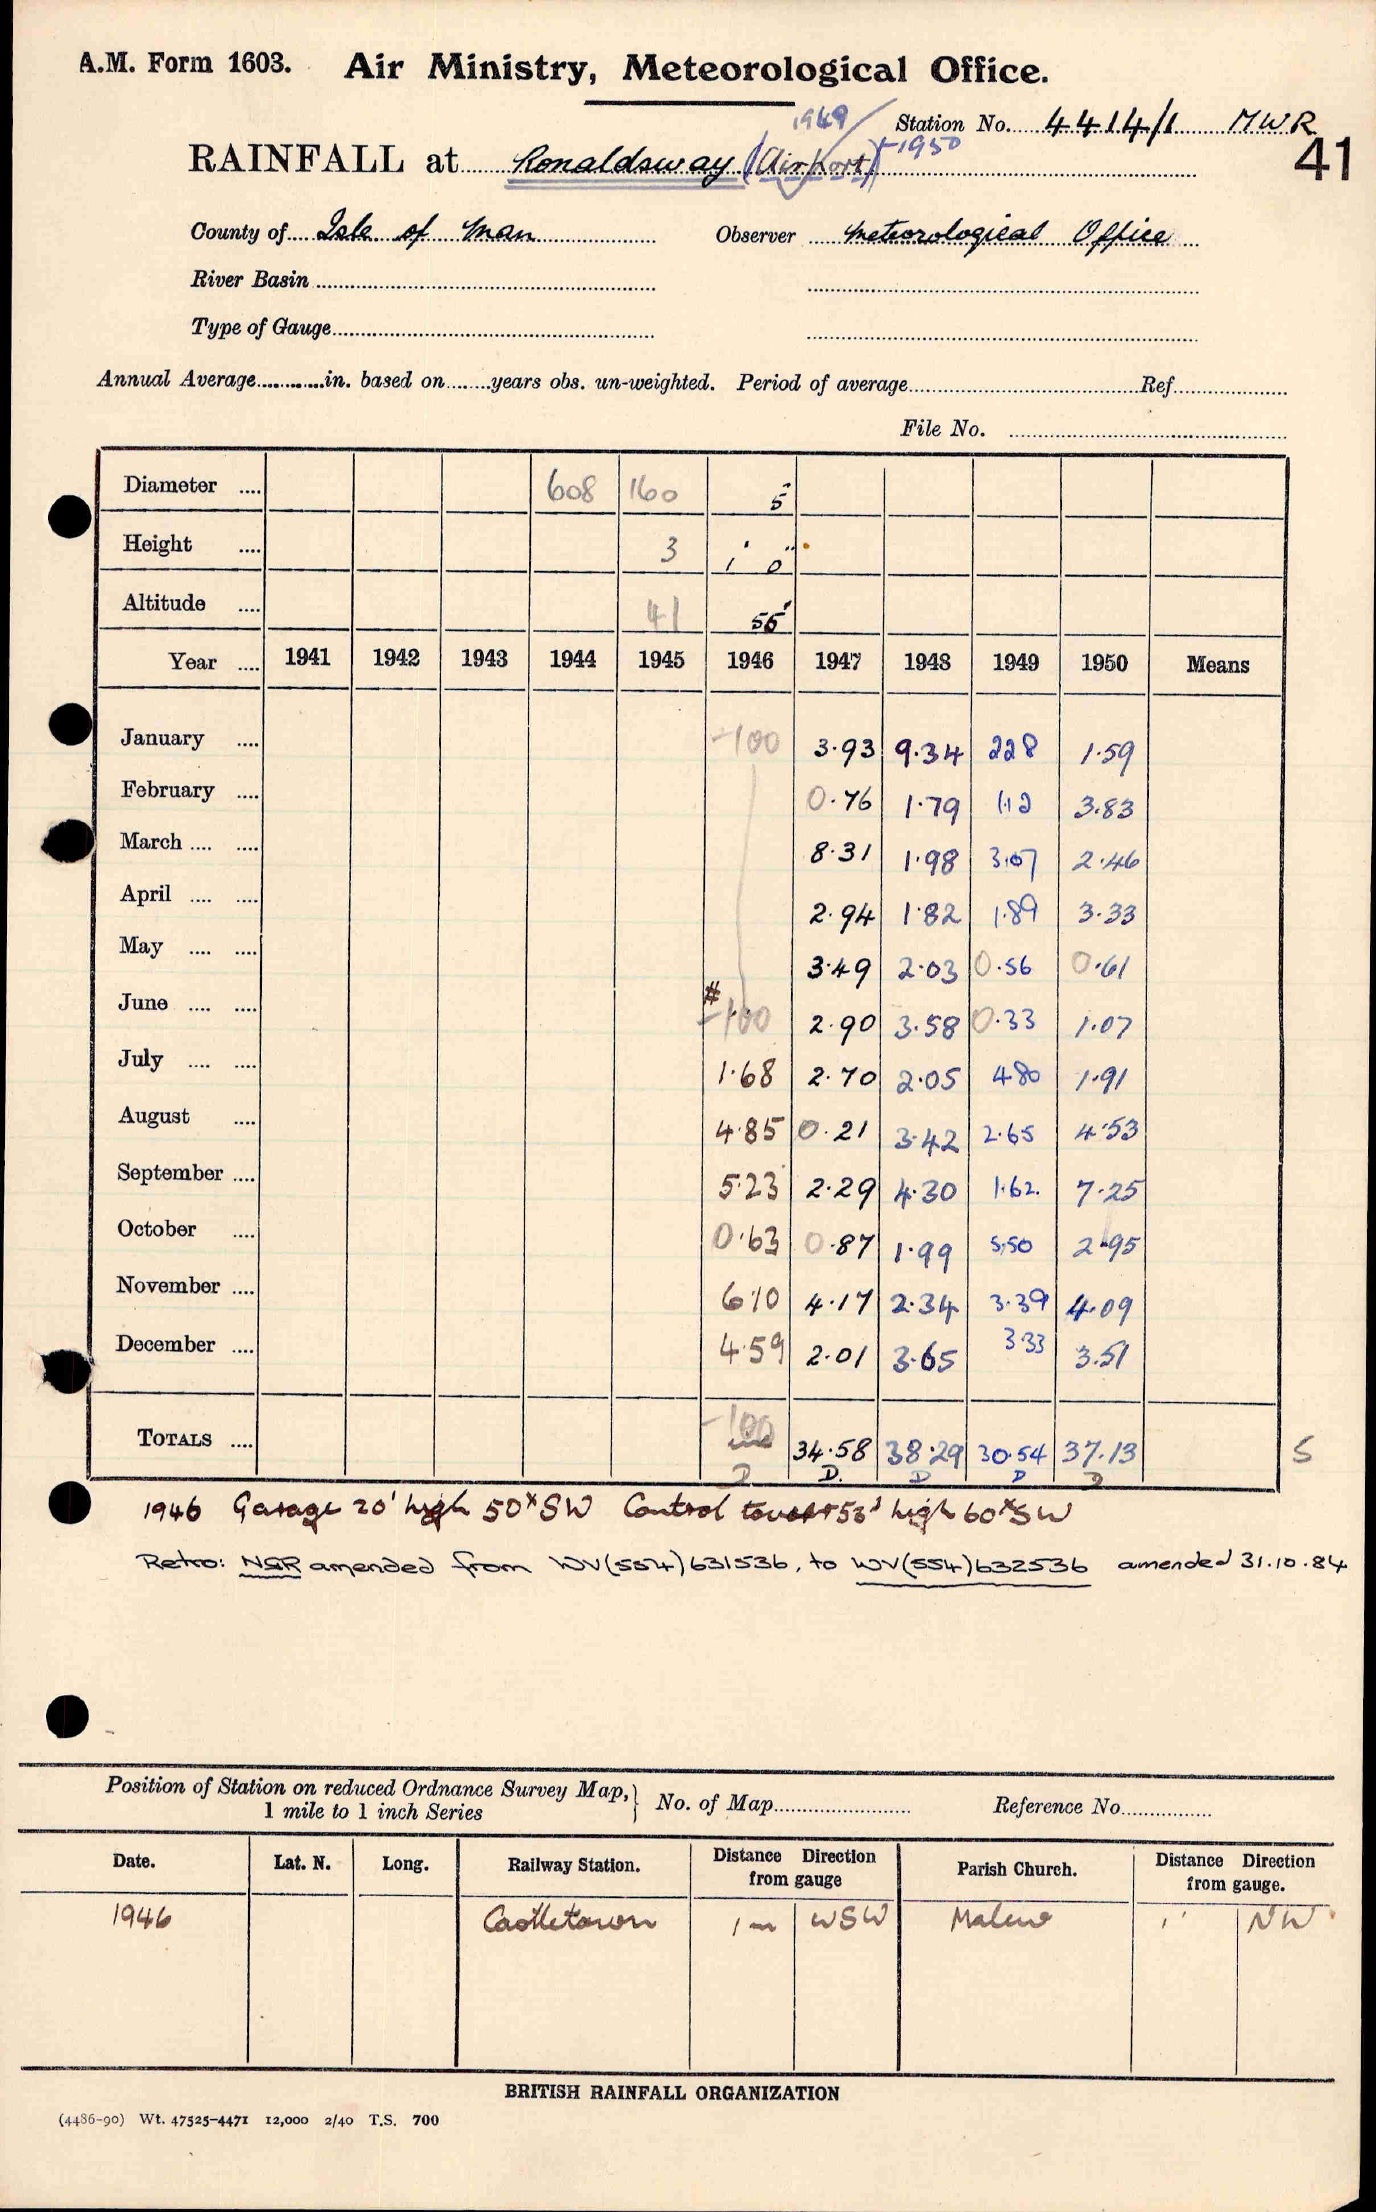 A.M. Form 1603. Air Ministry, Meteorological Office.
1949 Station No. 4414/1 MWR
-1950
RAINFALL at Ronaldsway (Airport) 41
County of Isle of Man Observer Meteorological Office
River Basin
Type of Gauge
Annual Average in. based on years obs. un-weighted. Period of average Ref.
File No.
Diameter 608 160 5"
Height 3 1' 0"
Altitude 41 55'
Year 1941 1942 1943 1944 1945 1946 1947 1948 1949 1950 Means
January -100 3.93 9.34 2.28 1.59
February 0.76 1.79 1.12 3.83
March 8.31 1.98 3.07 2.46
April 2.94 1.82 1.89 3.33
May 3.49 2.03 0.56 0.61
June # -100 2.90 3.58 0.33 1.07
July 1.68 2.70 2.05 4.80 1.91
August 4.85 0.21 3.42 2.65 4.53
September 5.23 2.29 4.30 1.62 7.25
October 0.63 0.87 1.99 5.50 2.95
November 6.10 4.17 2.34 3.39 4.09
December 4.59 2.01 3.65 3.33 3.51
TOTALS -100 34.58 38.29 30.54 37.13 5
D D. D D D
1946 Garage 20' high 50x SW Control tower 53' high 60x SW
Retro: NGR amended from WV(554)631536, to WV(554)632536 amended 31.10.84
Position of Station on reduced Ordnance Survey Map, 1 mile to 1 inch Series } No. of Map Reference No.
Date. Lat. N. Long. Railway Station. Distance Direction from gauge Parish Church. Distance Direction from gauge.
1946 Castletown 1m WSW Malew 1" NW
BRITISH RAINFALL ORGANIZATION
(4486-90) Wt. 47525-4471 12,000 2/40 T.S. 700